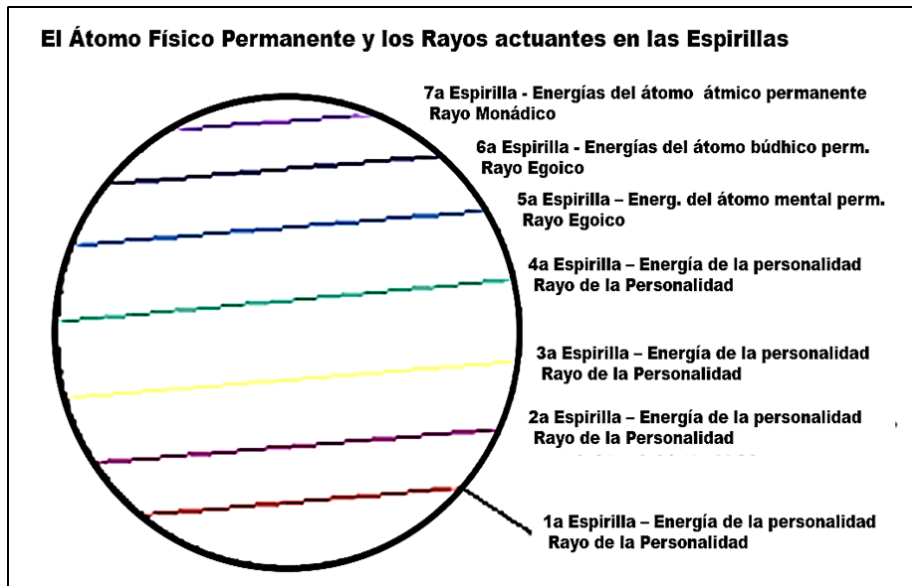 El Átomo Físico Permanente y los Rayos actuantes en las Espirillas
7a Espirilla - Energías del átomo átmico permanente
Rayo Monádico
6a Espirilla - Energías del átomo búdhico perm.
Rayo Egoico
5a Espirilla – Energ. del átomo mental perm.
Rayo Egoico
4a Espirilla – Energía de la personalidad
Rayo de la Personalidad
3a Espirilla – Energía de la personalidad
Rayo de la Personalidad
2a Espirilla – Energía de la personalidad
Rayo de la Personalidad
1a Espirilla – Energía de la personalidad
Rayo de la Personalidad